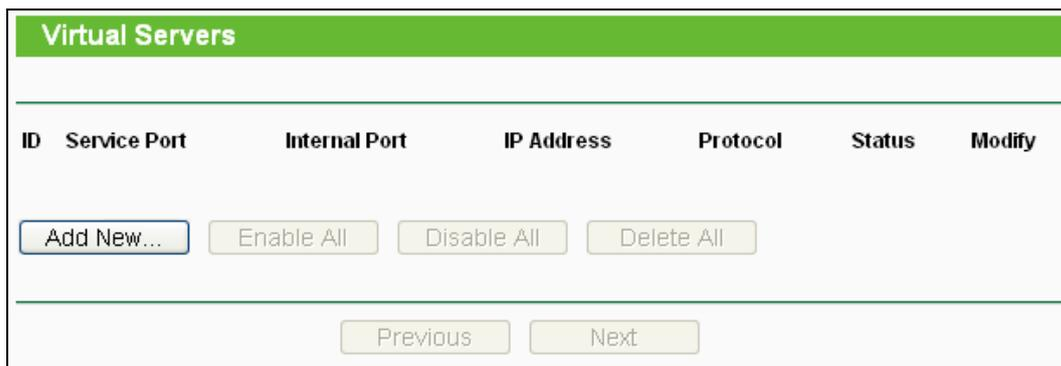 Virtual Servers
ID Service Port Internal Port IP Address Protocol Status Modify
Add New... Enable All Disable All Delete All
Previous Next